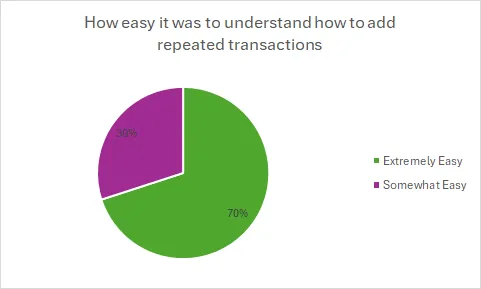 How easy it was to understand how to add
repeated transactions
30%
70%
Extremely Easy
Somewhat Easy